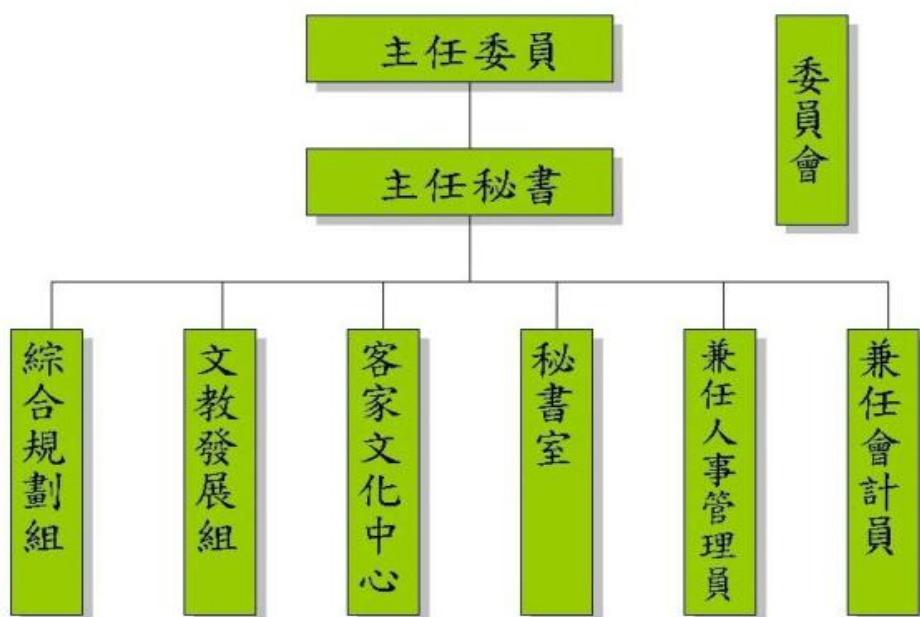 主任委員
委員會
主任秘書
綜合規劃組
文教發展組
客家文化中心
秘書室
兼任人事管理員
兼任會計員